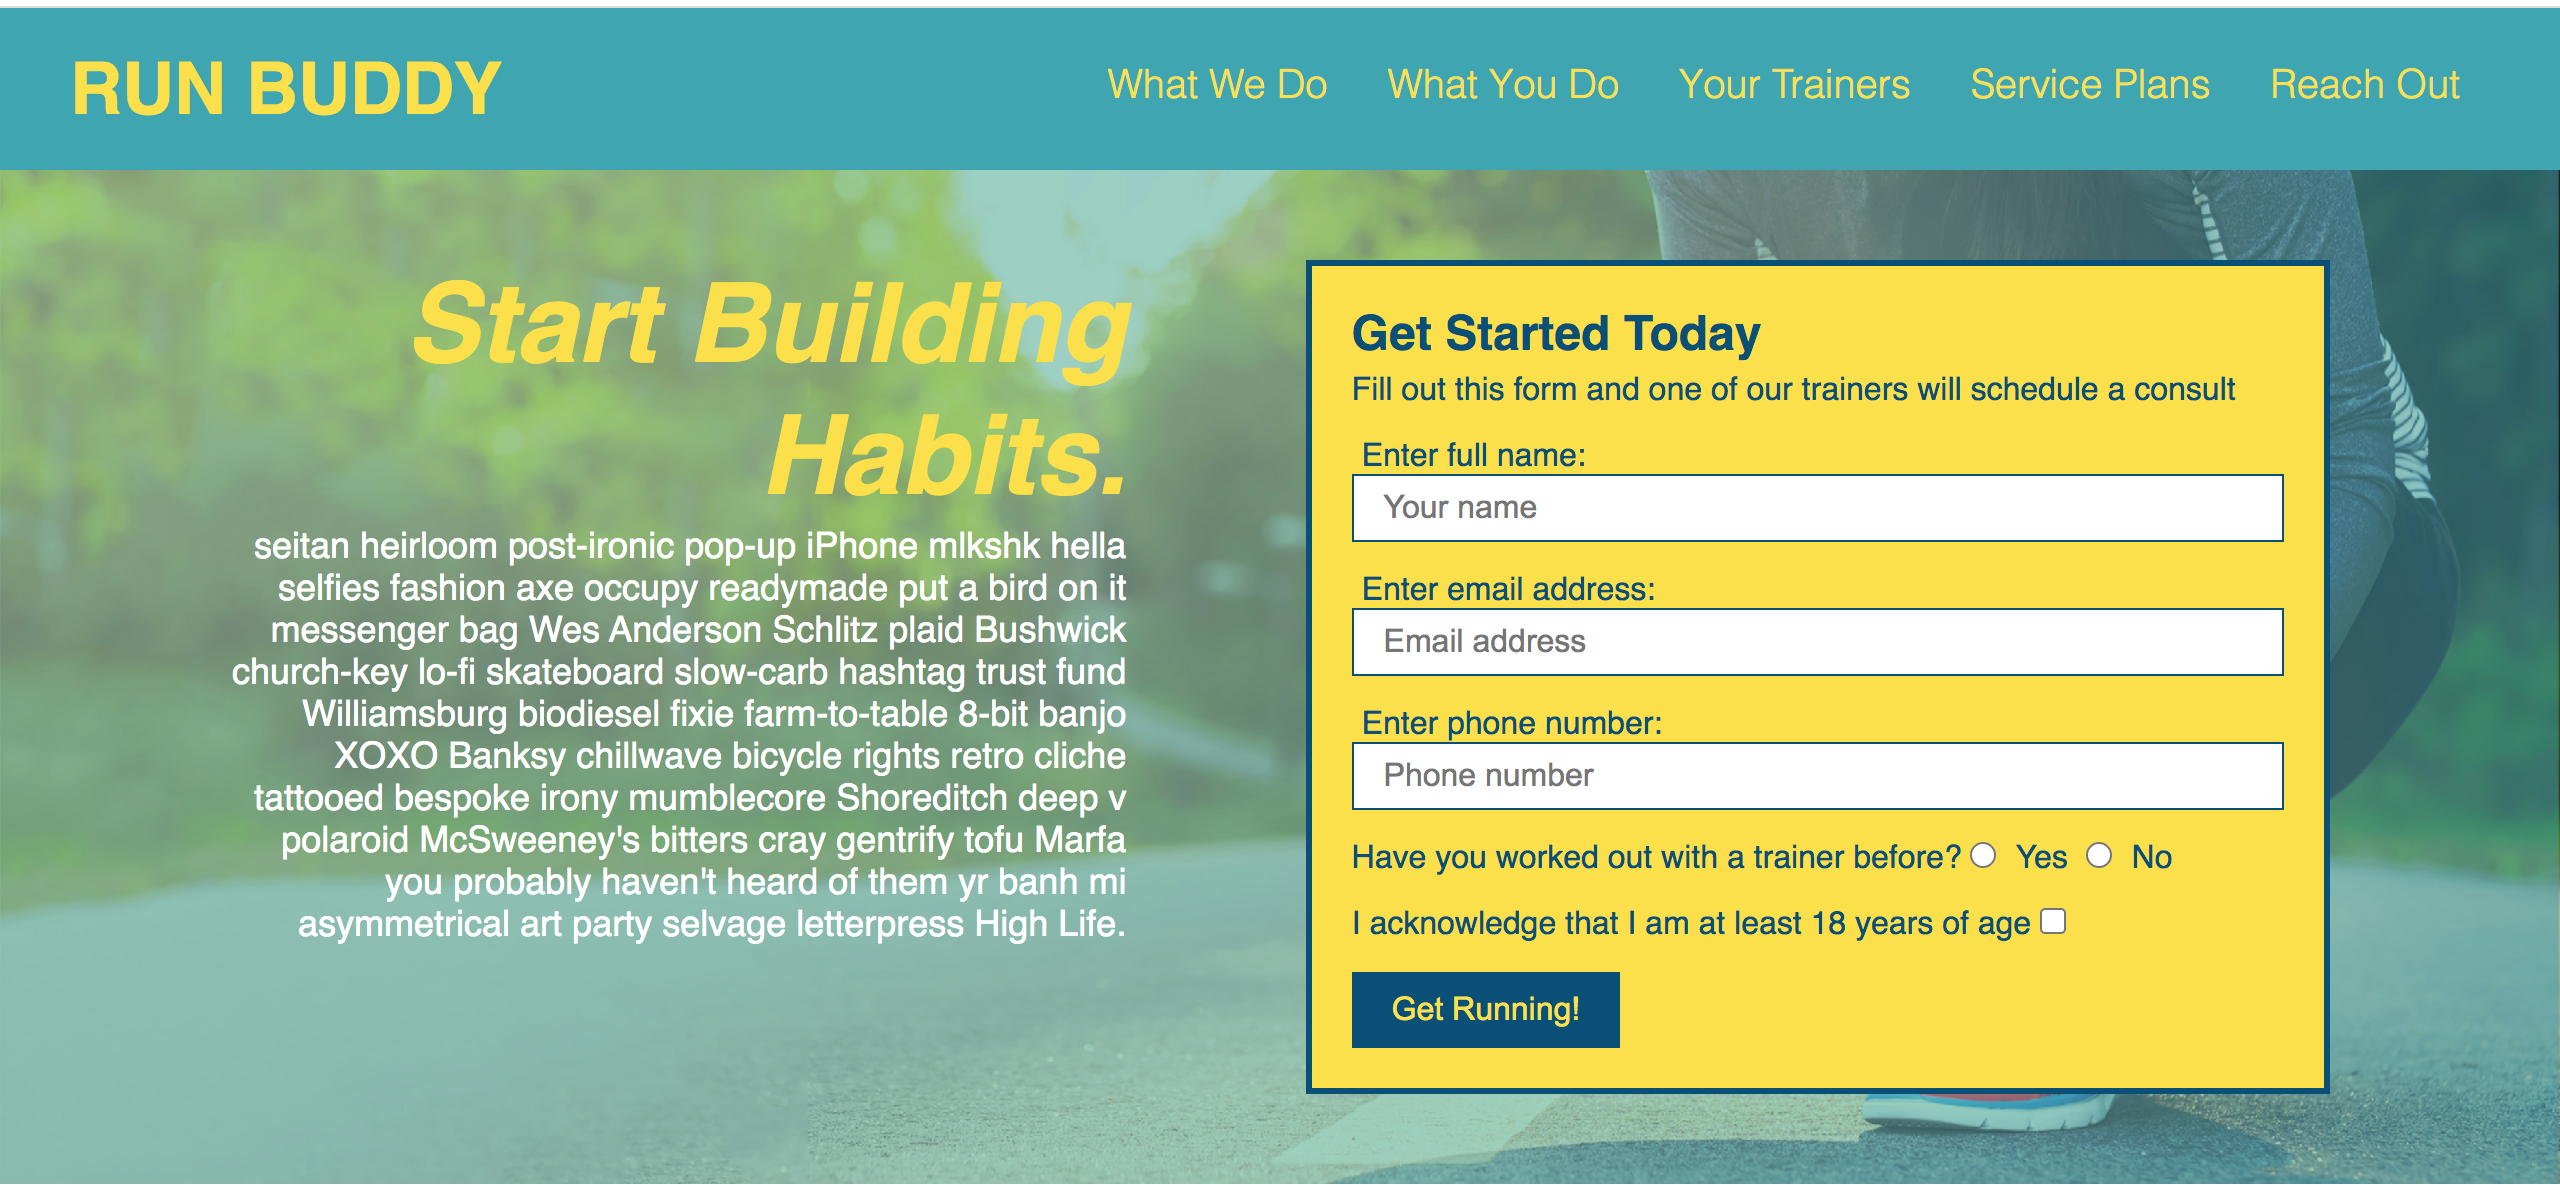 RUN BUDDY
What We Do What You Do Your Trainers Service Plans Reach Out
Start Building
Habits.
seitan heirloom post-ironic pop-up iPhone mlkshk hella
selfies fashion axe occupy readymade put a bird on it
messenger bag Wes Anderson Schlitz plaid Bushwick
church-key lo-fi skateboard slow-carb hashtag trust fund
Williamsburg biodiesel fixie farm-to-table 8-bit banjo
XOXO Banksy chillwave bicycle rights retro cliche
tattooed bespoke irony mumblecore Shoreditch deep v
polaroid McSweeney's bitters cray gentrify tofu Marfa
you probably haven't heard of them yr banh mi
asymmetrical art party selvage letterpress High Life.
Get Started Today
Fill out this form and one of our trainers will schedule a consult
Enter full name:
Your name
Enter email address:
Email address
Enter phone number:
Phone number
Have you worked out with a trainer before? Yes No
I acknowledge that I am at least 18 years of age
Get Running!